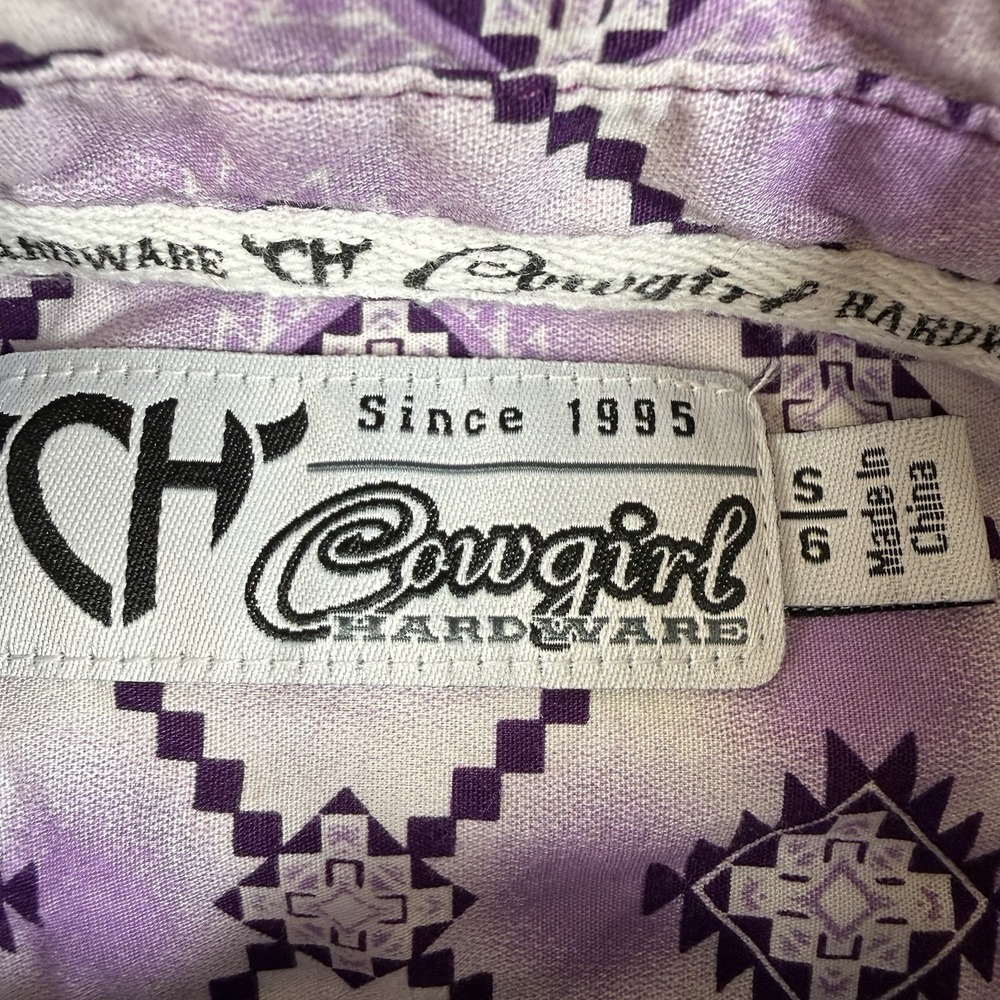 HARDWARE CH Cowgirl HARDW
CH
Since 1995
Cowgirl
HARDWARE
S
6
Made In
China